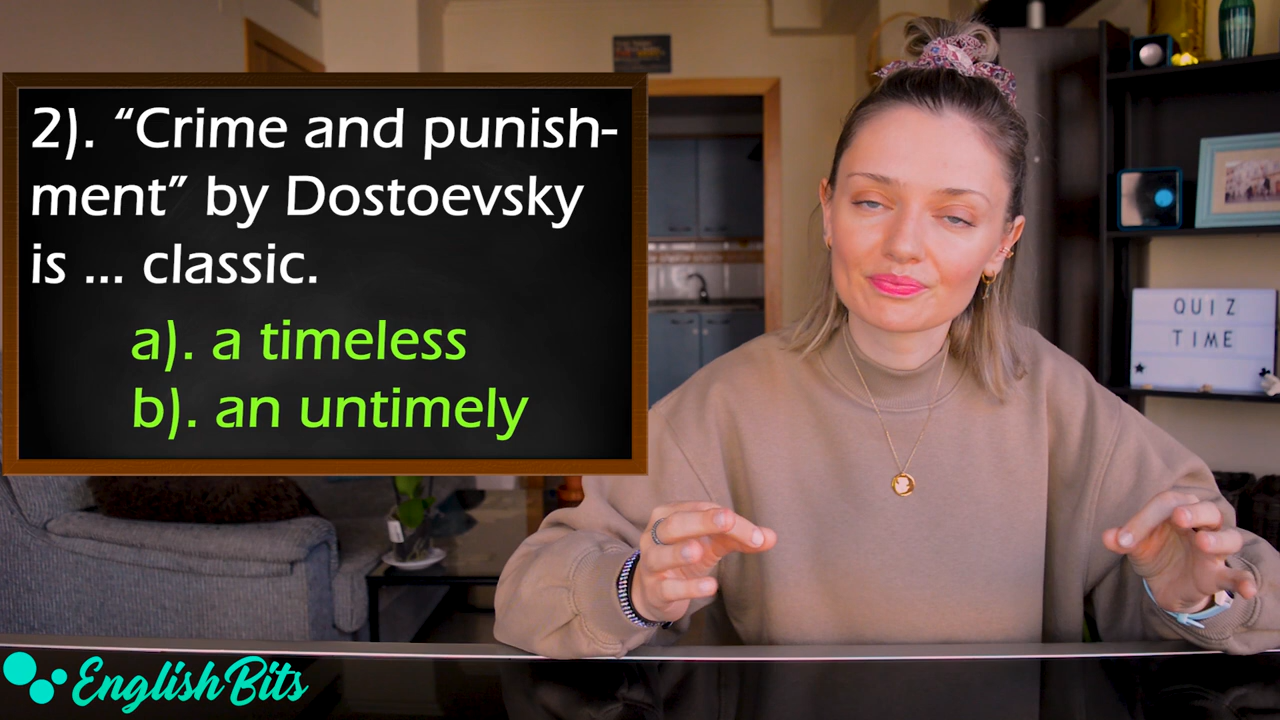 2). “Crime and punish-
ment” by Dostoevsky
is ... classic.
a). a timeless
b). an untimely
QUIZ
TIME
EnglishBits